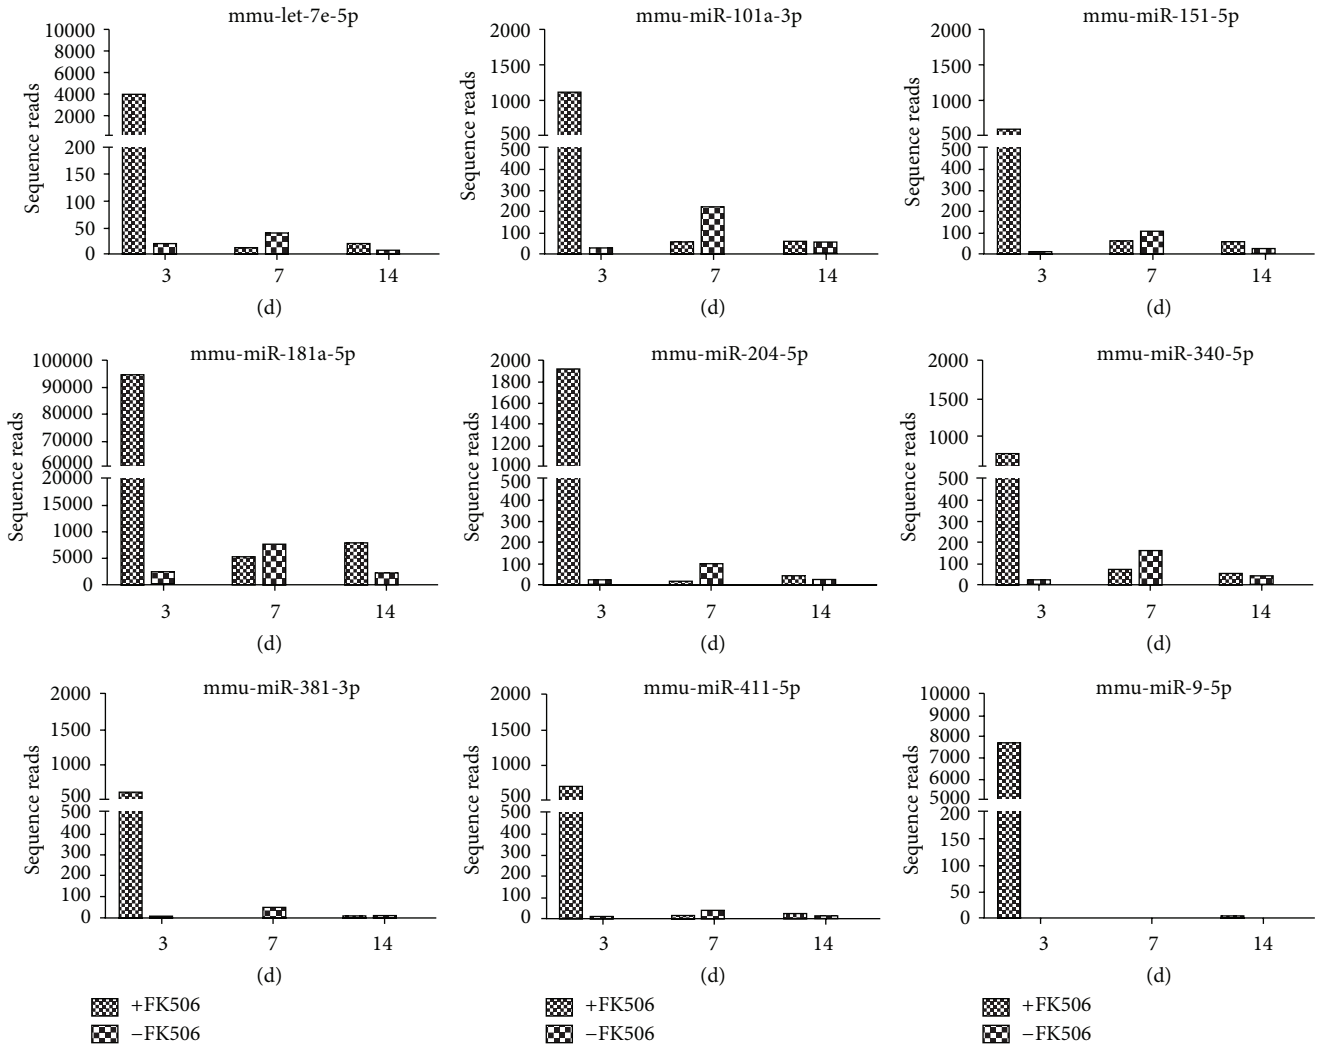 mmu-let-7e-5p
Sequence reads
10000
8000
6000
4000
2000
200
150
100
50
0
3 7 14
(d)
mmu-miR-101a-3p
Sequence reads
2000
1500
1000
500
500
400
300
200
100
0
3 7 14
(d)
mmu-miR-151-5p
Sequence reads
2000
1500
1000
500
500
400
300
200
100
0
3 7 14
(d)
mmu-miR-181a-5p
Sequence reads
100000
90000
80000
70000
60000
20000
15000
10000
5000
0
3 7 14
(d)
mmu-miR-204-5p
Sequence reads
2000
1800
1600
1400
1200
1000
500
400
300
200
100
0
3 7 14
(d)
mmu-miR-340-5p
Sequence reads
2000
1500
1000
500
400
300
200
100
0
3 7 14
(d)
mmu-miR-381-3p
Sequence reads
2000
1500
1000
500
500
400
300
200
100
0
3 7 14
(d)
mmu-miR-411-5p
Sequence reads
2000
1500
1000
500
500
400
300
200
100
0
3 7 14
(d)
mmu-miR-9-5p
Sequence reads
10000
9000
8000
7000
6000
5000
200
150
100
50
0
3 7 14
(d)
+FK506
−FK506
+FK506
−FK506
+FK506
−FK506